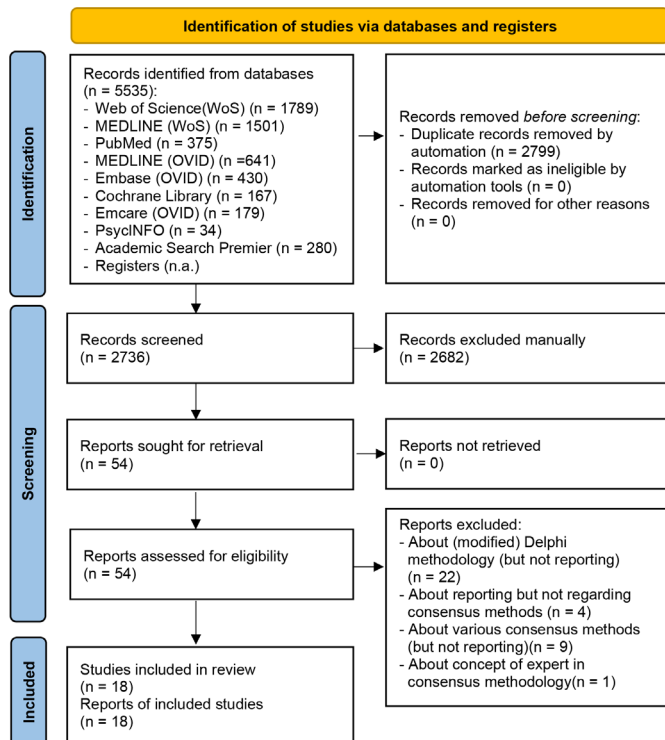 Identification of studies via databases and registers
Identification
Records identified from databases
(n = 5535):
- Web of Science(WoS) (n = 1789)
- MEDLINE (WoS) (n = 1501)
- PubMed (n = 375)
- MEDLINE (OVID) (n =641)
- Embase (OVID) (n = 430)
- Cochrane Library (n = 167)
- Emcare (OVID) (n = 179)
- PsycINFO (n = 34)
- Academic Search Premier (n = 280)
- Registers (n.a.)
Records removed before screening:
- Duplicate records removed by
automation (n = 2799)
- Records marked as ineligible by
automation tools (n = 0)
- Records removed for other reasons
(n = 0)
Screening
Records screened
(n = 2736)
Records excluded manually
(n = 2682)
Reports sought for retrieval
(n = 54)
Reports not retrieved
(n = 0)
Reports assessed for eligibility
(n = 54)
Reports excluded:
- About (modified) Delphi
methodology (but not reporting)
(n = 22)
- About reporting but not regarding
consensus methods (n = 4)
- About various consensus methods
(but not reporting)(n = 9)
- About concept of expert in
consensus methodology(n = 1)
Included
Studies included in review
(n = 18)
Reports of included studies
(n = 18)